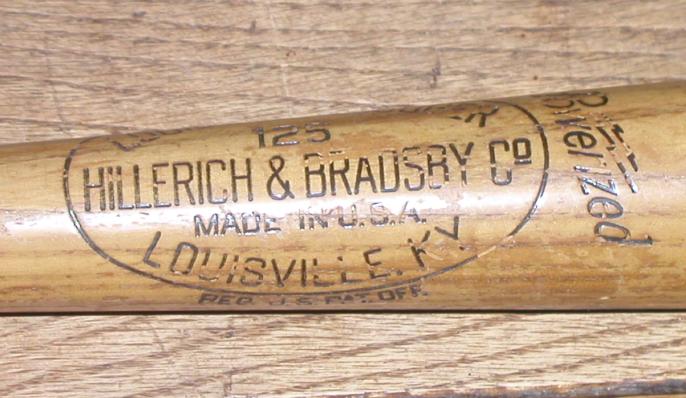 125
HILLERICH & BRADSBY Co
MADE IN U.S.A.
LOUISVILLE, KY.
REG. U.S. PAT. OFF.
Powerized